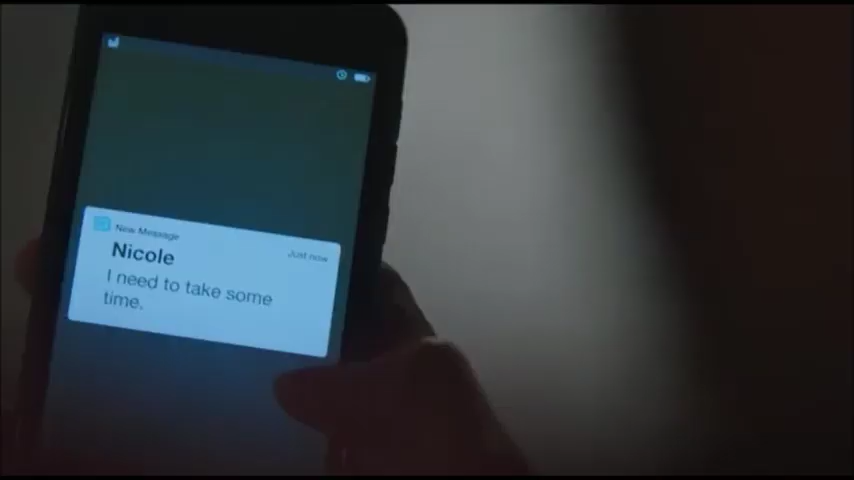 New Message
Nicole
Just now
I need to take some
time.